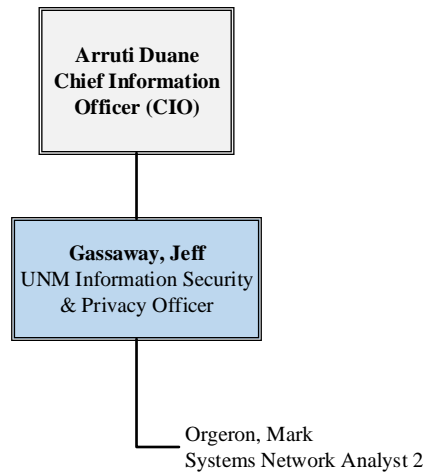 Arruti Duane
Chief Information
Officer (CIO)
Gassaway, Jeff
UNM Information Security
& Privacy Officer
Orgeron, Mark
Systems Network Analyst 2